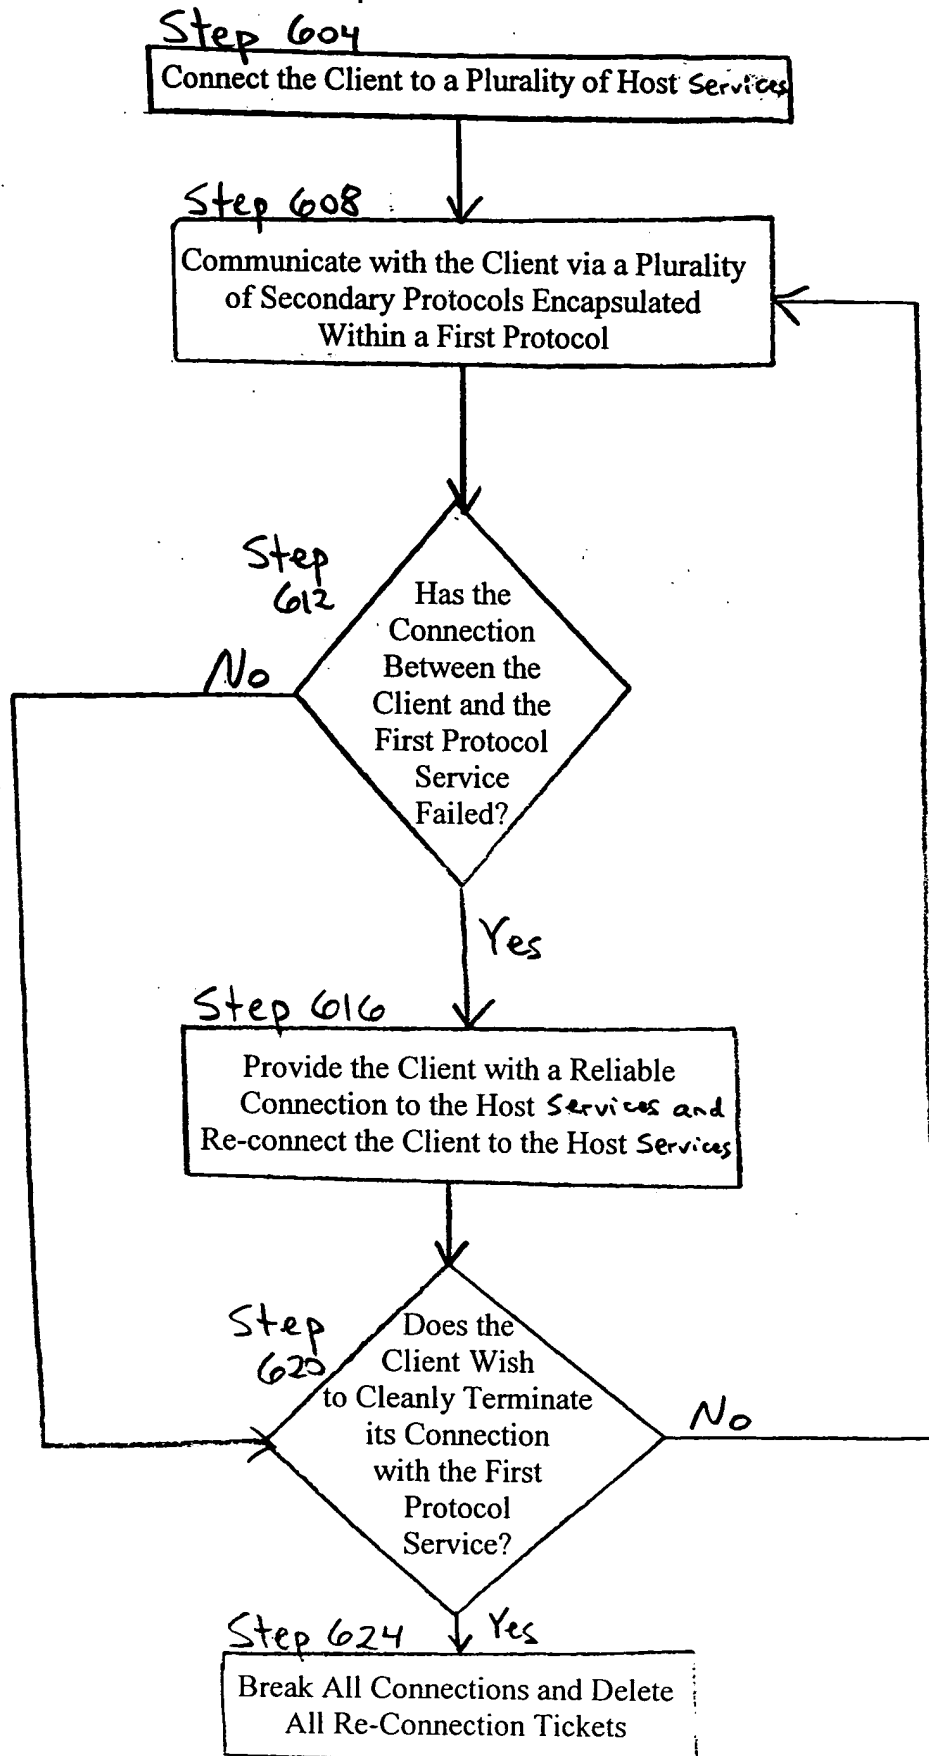 Step 604
Connect the Client to a Plurality of Host Services
Step 608
Communicate with the Client via a Plurality
of Secondary Protocols Encapsulated
Within a First Protocol
Step
612
Has the
Connection
Between the
Client and the
First Protocol
Service
Failed?
No
Yes
Step 616
Provide the Client with a Reliable
Connection to the Host Services and
Re-connect the Client to the Host Services
Step
620
Does the
Client Wish
to Cleanly Terminate
its Connection
with the First
Protocol
Service?
No
Yes
Step 624
Break All Connections and Delete
All Re-Connection Tickets